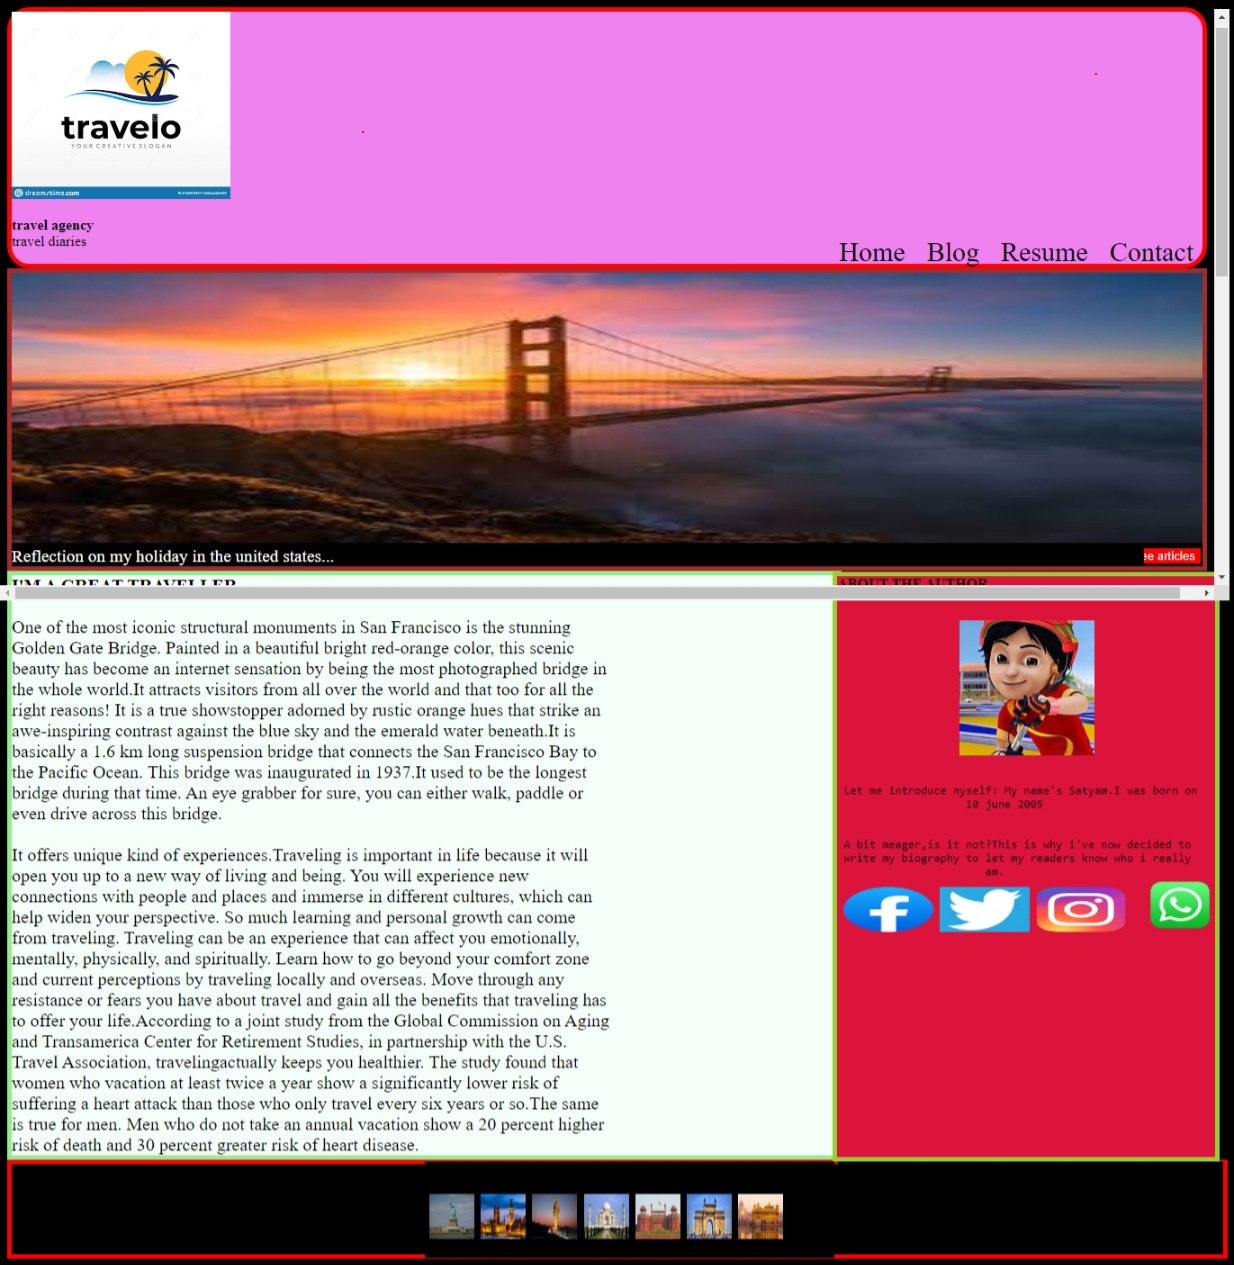 travelo
YOUR CREATIVE SLOGAN
dreamstime.com
travel agency
travel diaries
Home Blog Resume Contact
Reflection on my holiday in the united states...
ee articles
I'M A GREAT TRAVELLER
ABOUT THE AUTHOR
One of the most iconic structural monuments in San Francisco is the stunning
Golden Gate Bridge. Painted in a beautiful bright red-orange color, this scenic
beauty has become an internet sensation by being the most photographed bridge in
the whole world.It attracts visitors from all over the world and that too for all the
right reasons! It is a true showstopper adorned by rustic orange hues that strike an
awe-inspiring contrast against the blue sky and the emerald water beneath.It is
basically a 1.6 km long suspension bridge that connects the San Francisco Bay to
the Pacific Ocean. This bridge was inaugurated in 1937.It used to be the longest
bridge during that time. An eye grabber for sure, you can either walk, paddle or
even drive across this bridge.
It offers unique kind of experiences.Traveling is important in life because it will
open you up to a new way of living and being. You will experience new
connections with people and places and immerse in different cultures, which can
help widen your perspective. So much learning and personal growth can come
from traveling. Traveling can be an experience that can affect you emotionally,
mentally, physically, and spiritually. Learn how to go beyond your comfort zone
and current perceptions by traveling locally and overseas. Move through any
resistance or fears you have about travel and gain all the benefits that traveling has
to offer your life.According to a joint study from the Global Commission on Aging
and Transamerica Center for Retirement Studies, in partnership with the U.S.
Travel Association, travelingactually keeps you healthier. The study found that
women who vacation at least twice a year show a significantly lower risk of
suffering a heart attack than those who only travel every six years or so.The same
is true for men. Men who do not take an annual vacation show a 20 percent higher
risk of death and 30 percent greater risk of heart disease.
Let me introduce nyself: My name's Satyam.I was born on
10 june 2005
A bit meager,is it not?This is why i've now decided to
write my biography to let my readers know who i really
am.